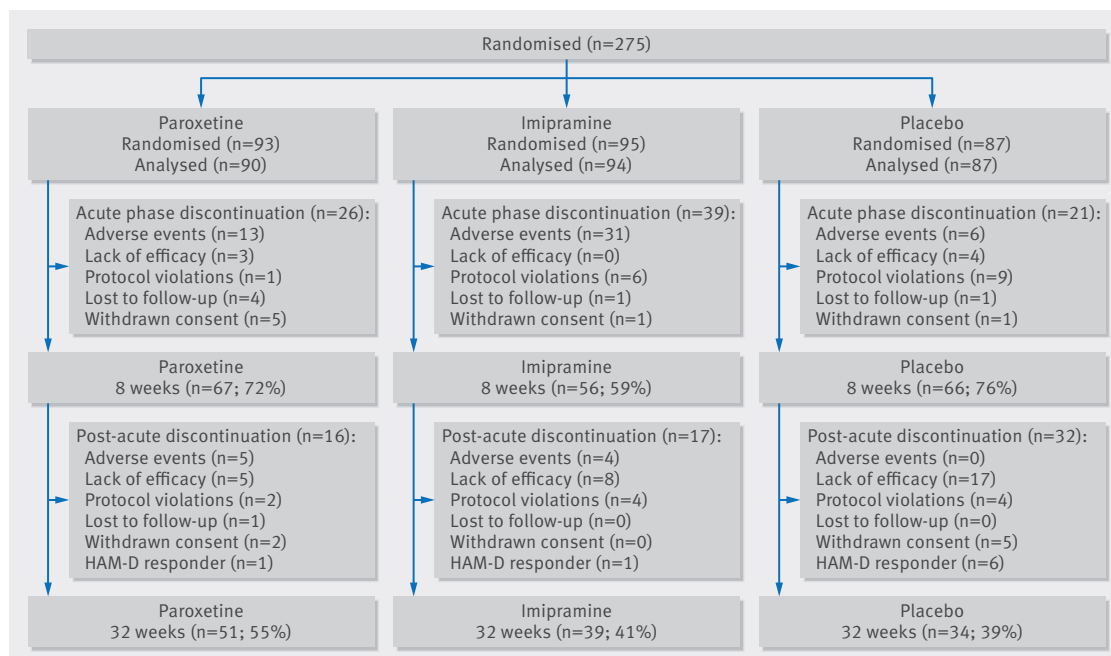 Randomised (n=275)
Paroxetine
Randomised (n=93)
Analysed (n=90)
Imipramine
Randomised (n=95)
Analysed (n=94)
Placebo
Randomised (n=87)
Analysed (n=87)
Acute phase discontinuation (n=26):
Adverse events (n=13)
Lack of efficacy (n=3)
Protocol violations (n=1)
Lost to follow-up (n=4)
Withdrawn consent (n=5)
Acute phase discontinuation (n=39):
Adverse events (n=31)
Lack of efficacy (n=0)
Protocol violations (n=6)
Lost to follow-up (n=1)
Withdrawn consent (n=1)
Acute phase discontinuation (n=21):
Adverse events (n=6)
Lack of efficacy (n=4)
Protocol violations (n=9)
Lost to follow-up (n=1)
Withdrawn consent (n=1)
Paroxetine
8 weeks (n=67; 72%)
Imipramine
8 weeks (n=56; 59%)
Placebo
8 weeks (n=66; 76%)
Post-acute discontinuation (n=16):
Adverse events (n=5)
Lack of efficacy (n=5)
Protocol violations (n=2)
Lost to follow-up (n=1)
Withdrawn consent (n=2)
HAM-D responder (n=1)
Post-acute discontinuation (n=17):
Adverse events (n=4)
Lack of efficacy (n=8)
Protocol violations (n=4)
Lost to follow-up (n=0)
Withdrawn consent (n=0)
HAM-D responder (n=1)
Post-acute discontinuation (n=32):
Adverse events (n=0)
Lack of efficacy (n=17)
Protocol violations (n=4)
Lost to follow-up (n=0)
Withdrawn consent (n=5)
HAM-D responder (n=6)
Paroxetine
32 weeks (n=51; 55%)
Imipramine
32 weeks (n=39; 41%)
Placebo
32 weeks (n=34; 39%)